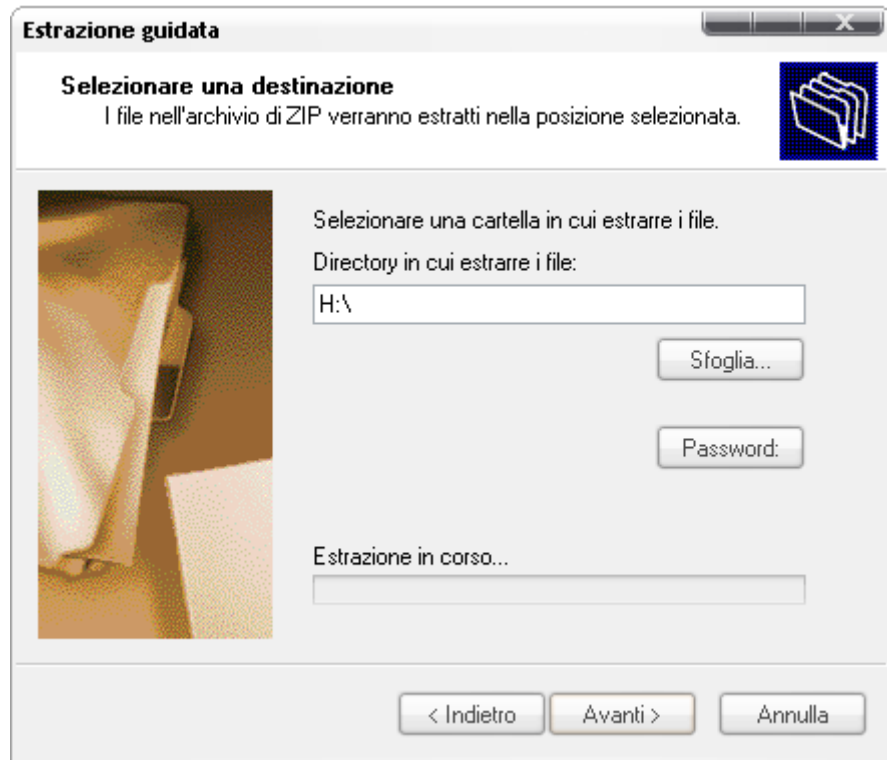 Estrazione guidata
Selezionare una destinazione
I file nell'archivio di ZIP verranno estratti nella posizione selezionata.
Selezionare una cartella in cui estrarre i file.
Directory in cui estrarre i file:
H:\
Sfoglia...
Password:
Estrazione in corso...
< Indietro
Avanti >
Annulla